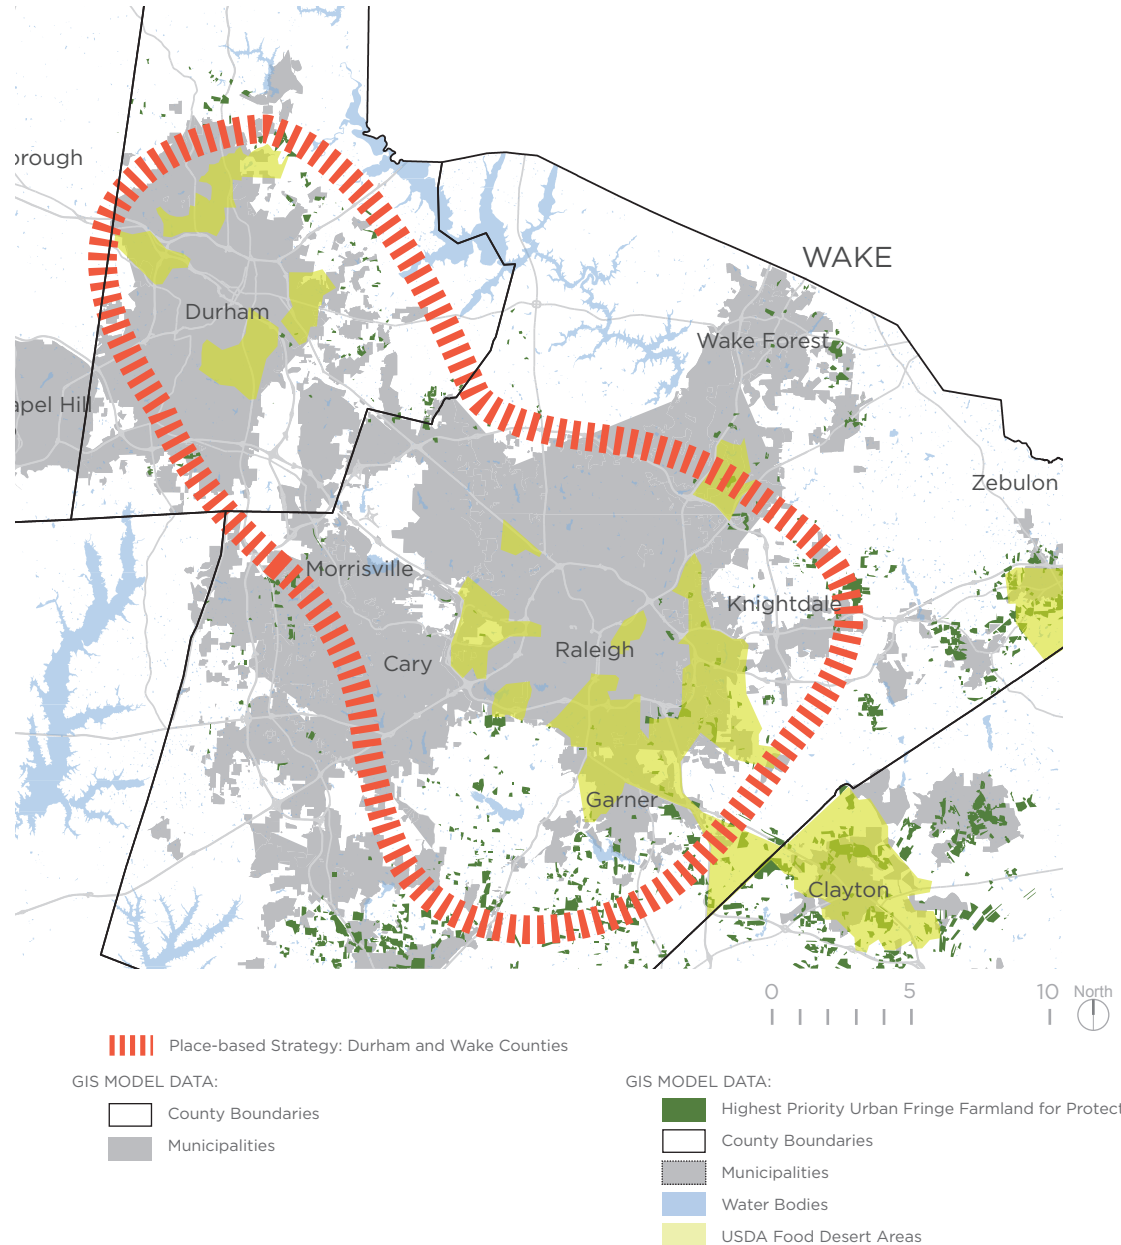 orough
WAKE
Durham
Wake Forest
apel Hill
Zebulon
Morrisville
Knightdale
Raleigh
Cary
Garner
Clayton
0 5 10 North
Place-based Strategy: Durham and Wake Counties
GIS MODEL DATA:
County Boundaries
Municipalities
GIS MODEL DATA:
Highest Priority Urban Fringe Farmland for Protect
County Boundaries
Municipalities
Water Bodies
USDA Food Desert Areas